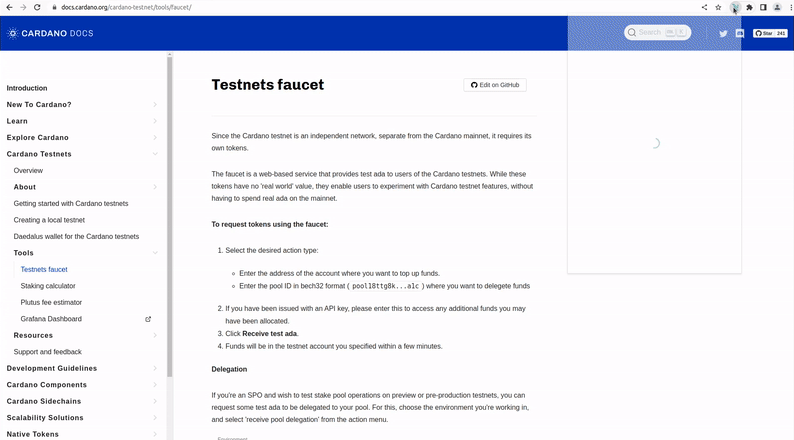 docs.cardano.org/cardano-testnet/tools/faucet/
CARDANO DOCS
Search
Star 241
Introduction
New To Cardano?
Learn
Explore Cardano
Cardano Testnets
Overview
About
Getting started with Cardano testnets
Creating a local testnet
Daedalus wallet for the Cardano testnets
Tools
Testnets faucet
Staking calculator
Plutus fee estimator
Grafana Dashboard
Resources
Support and feedback
Development Guidelines
Cardano Components
Cardano Sidechains
Scalability Solutions
Native Tokens
Testnets faucet
Edit on GitHub
Since the Cardano testnet is an independent network, separate from the Cardano mainnet, it requires its
own tokens.
The faucet is a web-based service that provides test ada to users of the Cardano testnets. While these
tokens have no 'real world' value, they enable users to experiment with Cardano testnet features, without
having to spend real ada on the mainnet.
To request tokens using the faucet:
1. Select the desired action type:
Enter the address of the account where you want to top up funds.
Enter the pool ID in bech32 format ( pool18ttg8k...alc ) where you want to delegete funds
2. If you have been issued with an API key, please enter this to access any additional funds you may
have been allocated.
3. Click Receive test ada.
4. Funds will be in the testnet account you specified within a few minutes.
Delegation
If you're an SPO and wish to test stake pool operations on preview or pre-production testnets, you can
request some test ada to be delegated to your pool. For this, choose the environment you're working in,
and select 'receive pool delegation' from the action menu.
Environment